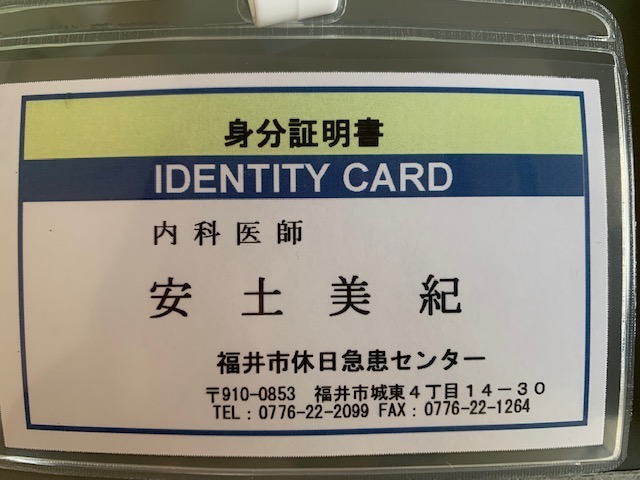 身分証明書
IDENTITY CARD
内科医師
安土美紀
福井市休日急患センター
〒910-0853 福井市城東４丁目１４－３０
TEL：0776-22-2099 FAX：0776-22-1264